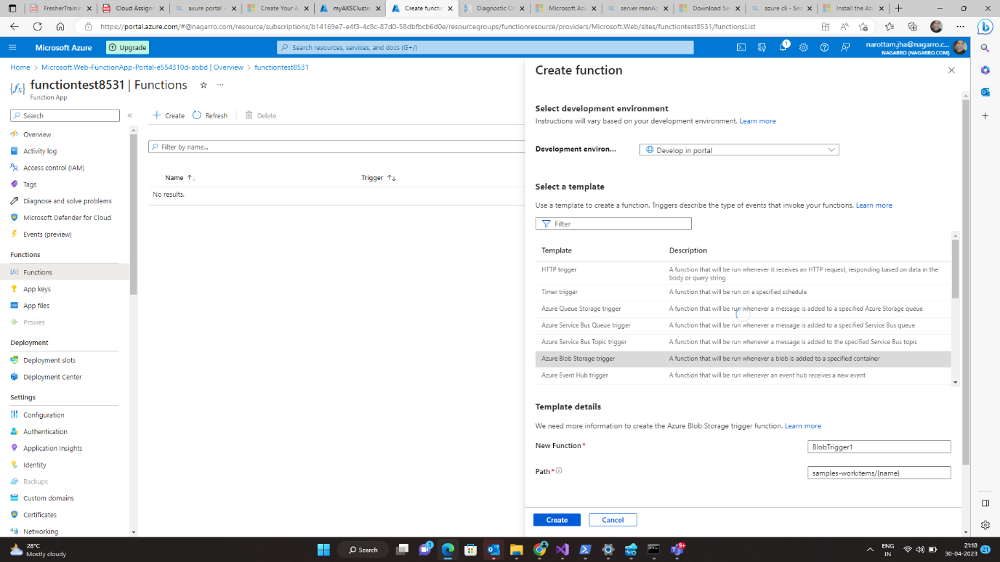 FresherTrainin
Cloud Assignm
axure portal -
Create Your A
myAKSCluste
Create functio
Diagnostic Co
Microsoft Azu
server manAg
Download Se
azure cli - Sea
Install the Az
https://portal.azure.com/#@nagarro.com/resource/subscriptions/b14169e7-e4f3-4c8c-87d0-58dbfbcb6d0e/resourcegroups/functionresource/providers/Microsoft.Web/sites/functiontest8531/functionsList
Microsoft Azure
Upgrade
Search resources, services, and docs (G+/)
1
narottam.jha@nagarro.c...
NAGARRO (NAGARRO.COM)
Home > Microsoft.Web-FunctionApp-Portal-e554310d-abbd | Overview > functiontest8531
functiontest8531 | Functions
Function App
Search
Overview
Activity log
Access control (IAM)
Tags
Diagnose and solve problems
Microsoft Defender for Cloud
Events (preview)
Functions
Functions
App keys
App files
Proxies
Deployment
Deployment slots
Deployment Center
Settings
Configuration
Authentication
Application Insights
Identity
Backups
Custom domains
Certificates
Networking
Create
Refresh
Delete
Filter by name...
Name Trigger
No results.
Create function
Select development environment
Instructions will vary based on your development environment. Learn more
Development environ... Develop in portal
Select a template
Use a template to create a function. Triggers describe the type of events that invoke your functions. Learn more
Filter
Template Description
HTTP trigger A function that will be run whenever it receives an HTTP request, responding based on data in the
body or query string
Timer trigger A function that will be run on a specified schedule
Azure Queue Storage trigger A function that will be run whenever a message is added to a specified Azure Storage queue
Azure Service Bus Queue trigger A function that will be run whenever a message is added to a specified Service Bus queue
Azure Service Bus Topic trigger A function that will be run whenever a message is added to the specified Service Bus topic
Azure Blob Storage trigger A function that will be run whenever a blob is added to a specified container
Azure Event Hub trigger A function that will be run whenever an event hub receives a new event
Template details
We need more information to create the Azure Blob Storage trigger function. Learn more
New Function* BlobTrigger1
Path* samples-workitems/{name}
Create
Cancel
28°C
Mostly cloudy
Search
1
9+
ENG
IN
21:18
30-04-2023
21